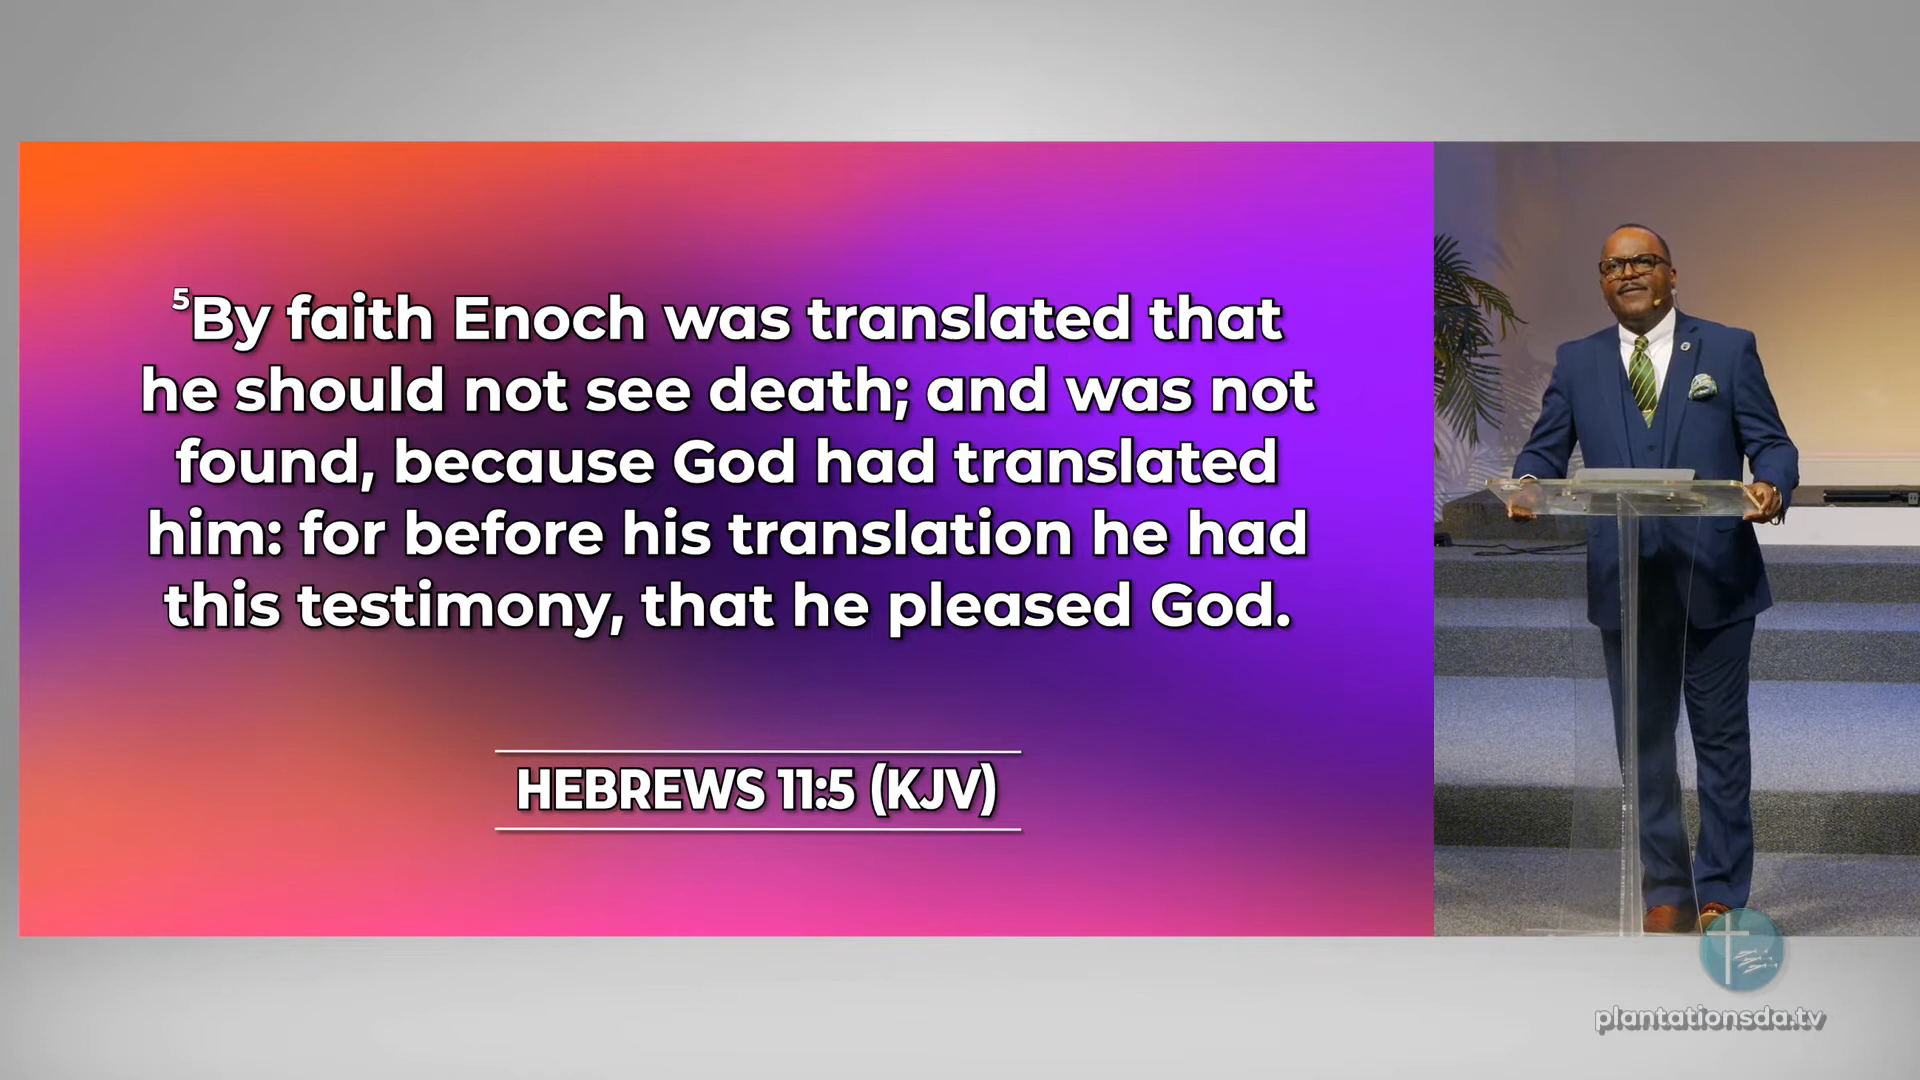 5By faith Enoch was translated that
he should not see death; and was not
found, because God had translated
him: for before his translation he had
this testimony, that he pleased God.
HEBREWS 11:5 (KJV)
plantationsda.tv